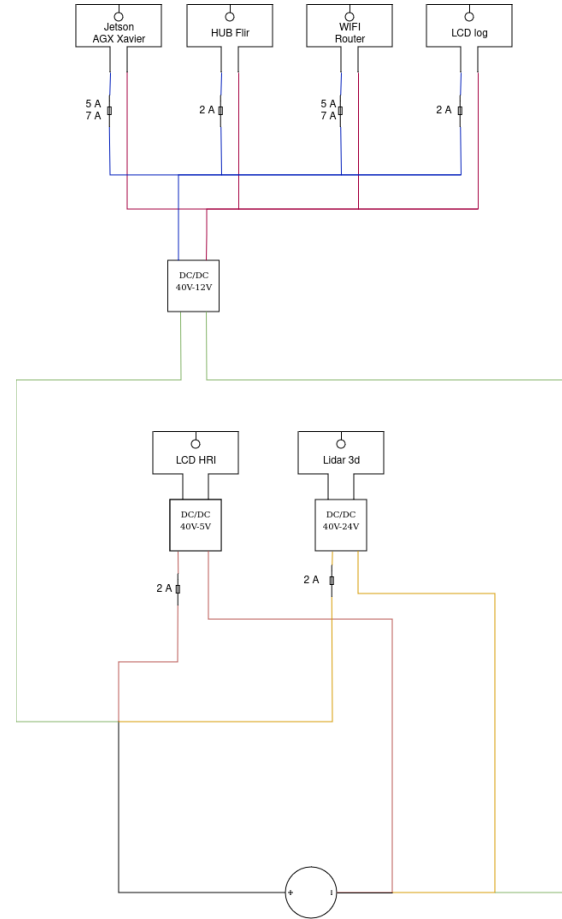 Jetson
AGX Xavier
HUB Flir
WIFI
Router
LCD log
5 A
7 A
2 A
5 A
7 A
2 A
DC/DC
40V-12V
LCD HRI
Lidar 3d
DC/DC
40V-5V
DC/DC
40V-24V
2 A
2 A
+